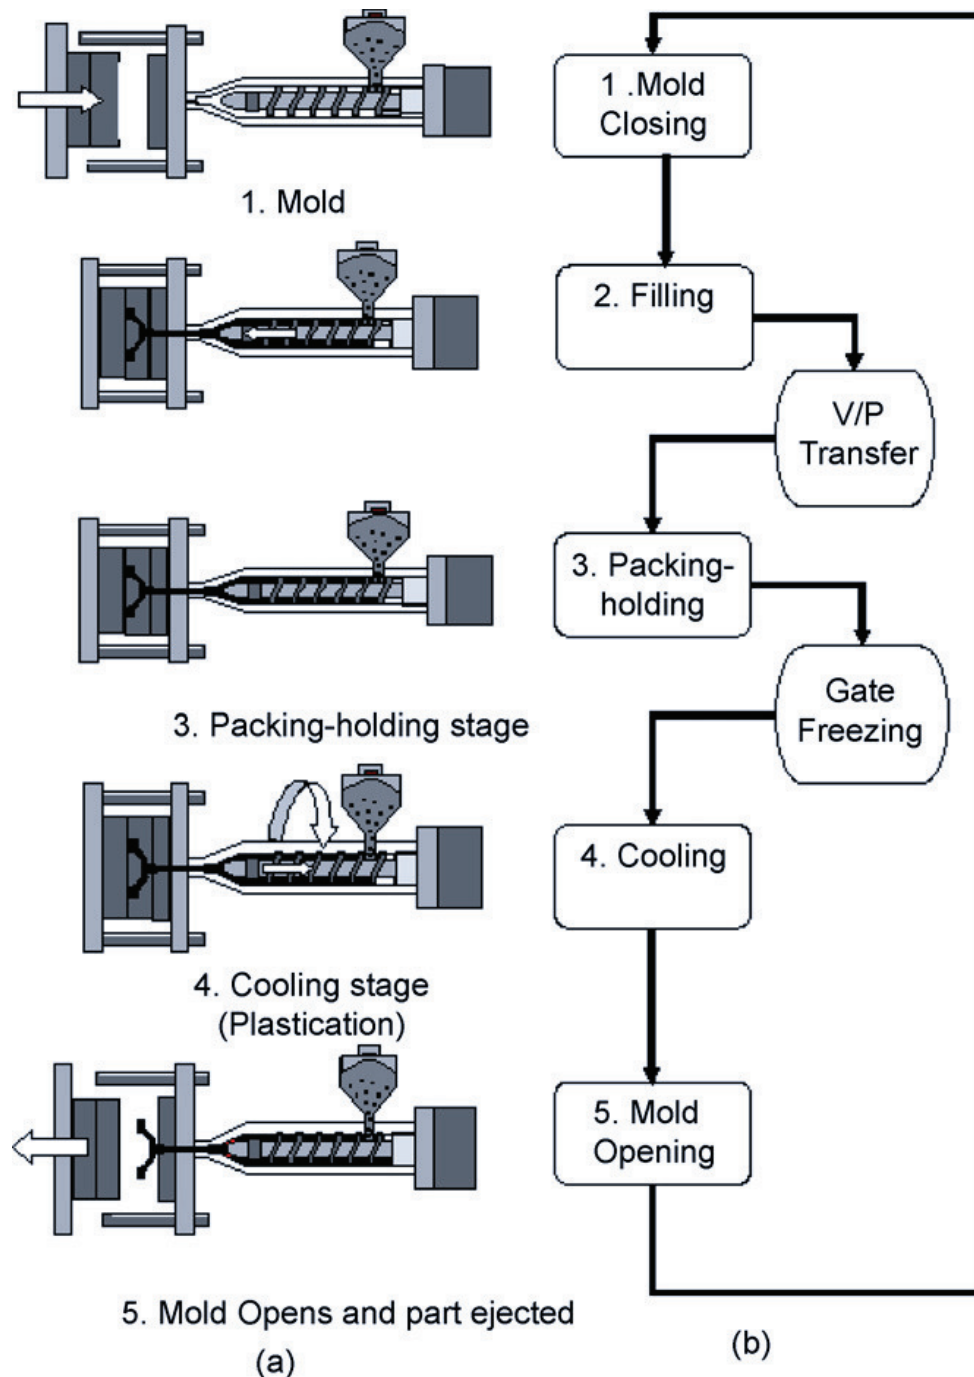 1. Mold
3. Packing-holding stage
4. Cooling stage
(Plastication)
5. Mold Opens and part ejected
(a)
1 .Mold
Closing
2. Filling
V/P
Transfer
3. Packing-
holding
Gate
Freezing
4. Cooling
5. Mold
Opening
(b)